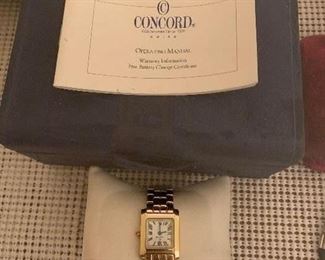 ©
CONCORD®
OPERATING MANUAL
Warranty Information
Free Battery Change Certificate